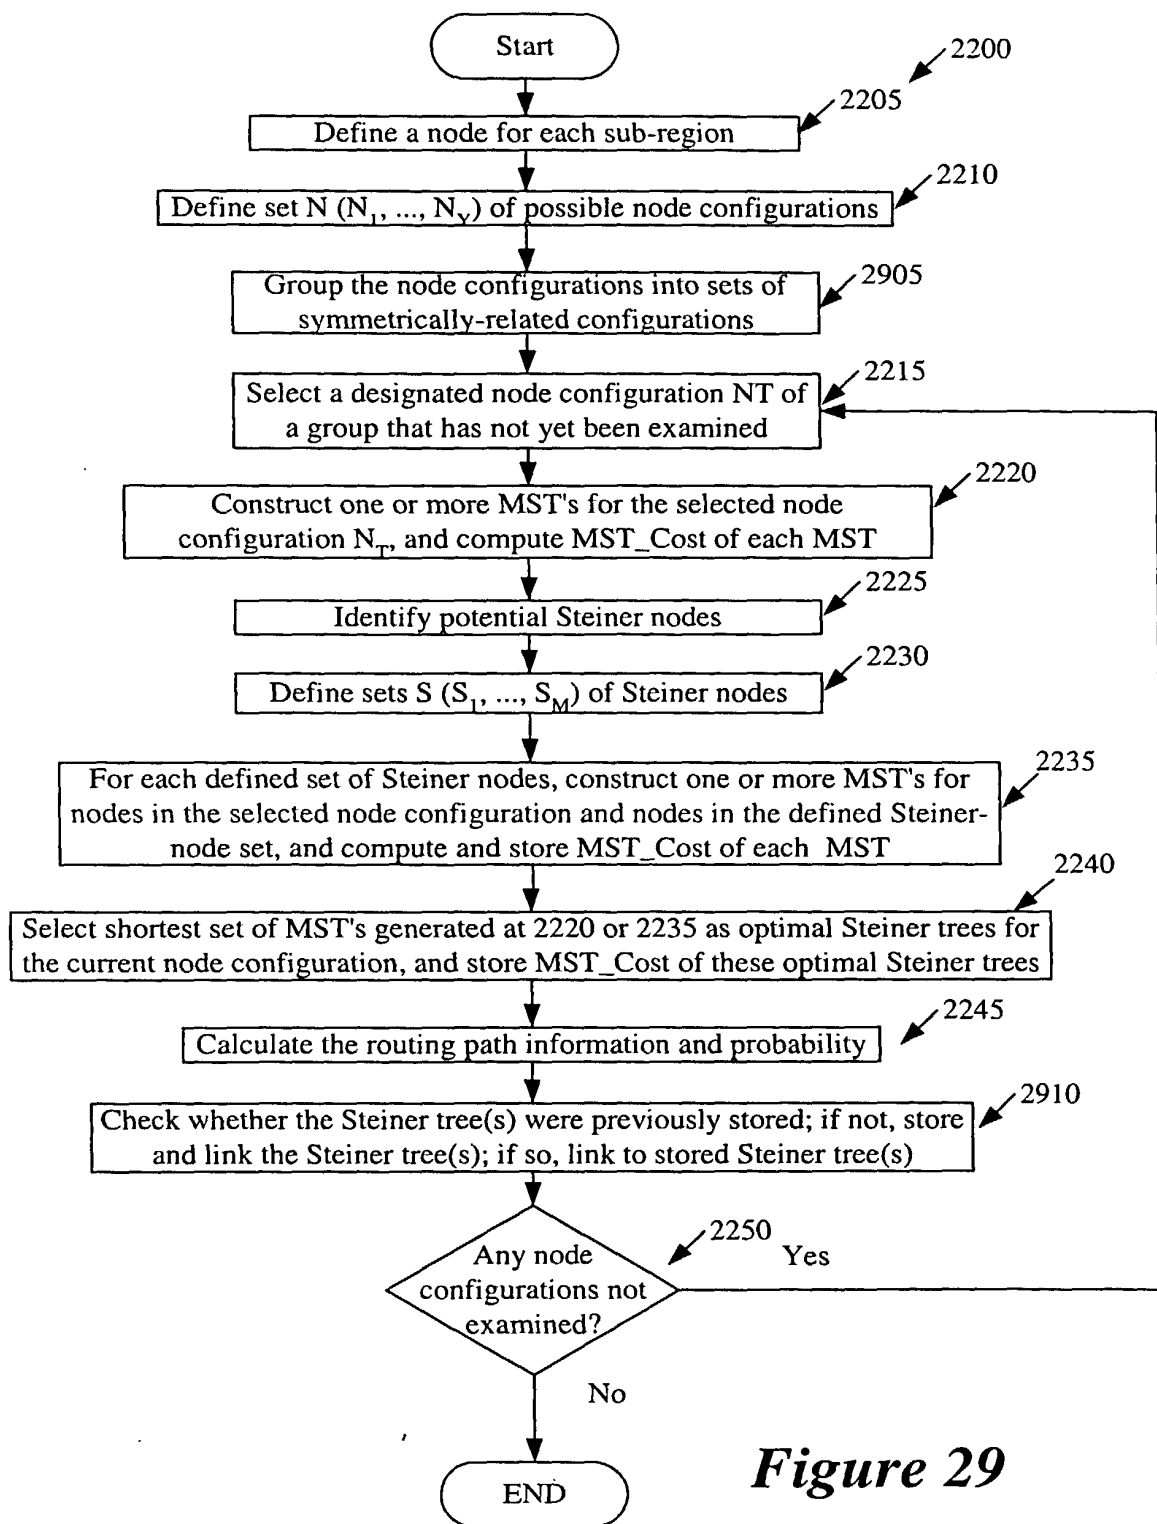 Start
2200
2205
Define a node for each sub-region
2210
Define set N (N1, ..., NY) of possible node configurations
2905
Group the node configurations into sets of
symmetrically-related configurations
2215
Select a designated node configuration NT of
a group that has not yet been examined
2220
Construct one or more MST's for the selected node
configuration NT, and compute MST_Cost of each MST
2225
Identify potential Steiner nodes
2230
Define sets S (S1, ..., SM) of Steiner nodes
2235
For each defined set of Steiner nodes, construct one or more MST's for
nodes in the selected node configuration and nodes in the defined Steiner-
node set, and compute and store MST_Cost of each MST
2240
Select shortest set of MST's generated at 2220 or 2235 as optimal Steiner trees for
the current node configuration, and store MST_Cost of these optimal Steiner trees
2245
Calculate the routing path information and probability
2910
Check whether the Steiner tree(s) were previously stored; if not, store
and link the Steiner tree(s); if so, link to stored Steiner tree(s)
2250
Any node
configurations not
examined?
Yes
No
END
Figure 29